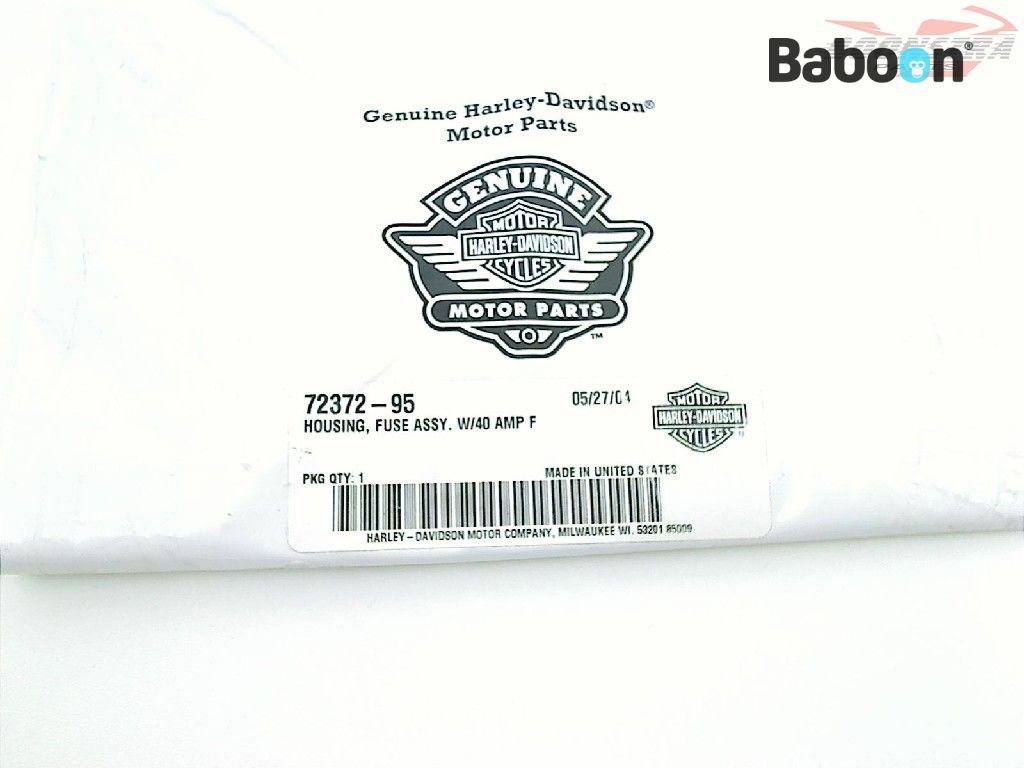 Baboon®
Genuine Harley-Davidson®
Motor Parts
GENUINE
MOTOR
HARLEY-DAVIDSON
CYCLES
MOTOR PARTS
™
72372-95
05/27/04
HOUSING, FUSE ASSY. W/40 AMP F
MOTOR
HARLEY-DAVIDSON
CYCLES
PKG QTY: 1
MADE IN UNITED STATES
HARLEY-DAVIDSON MOTOR COMPANY, MILWAUKEE WI. 53201 85009